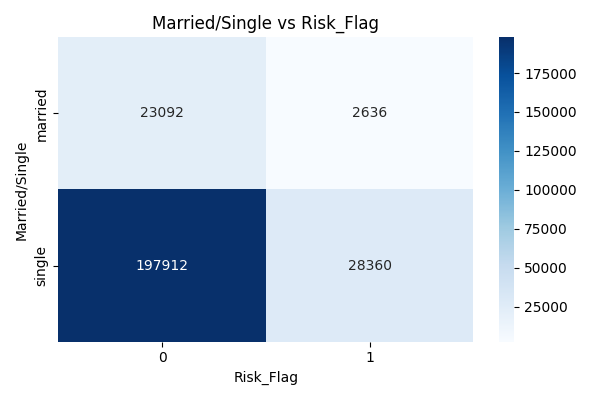 Married/Single vs Risk_Flag
Married/Single
married
single
23092
2636
197912
28360
0
1
Risk_Flag
175000
150000
125000
100000
75000
50000
25000